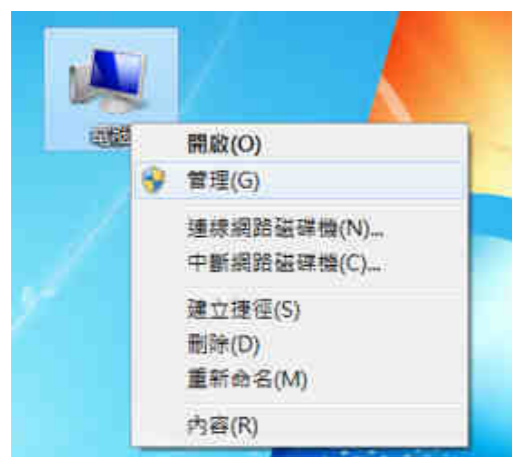 電腦
開啟(O)
管理(G)
連線網路磁碟機(N)...
中斷網路磁碟機(C)...
建立捷徑(S)
刪除(D)
重新命名(M)
內容(R)